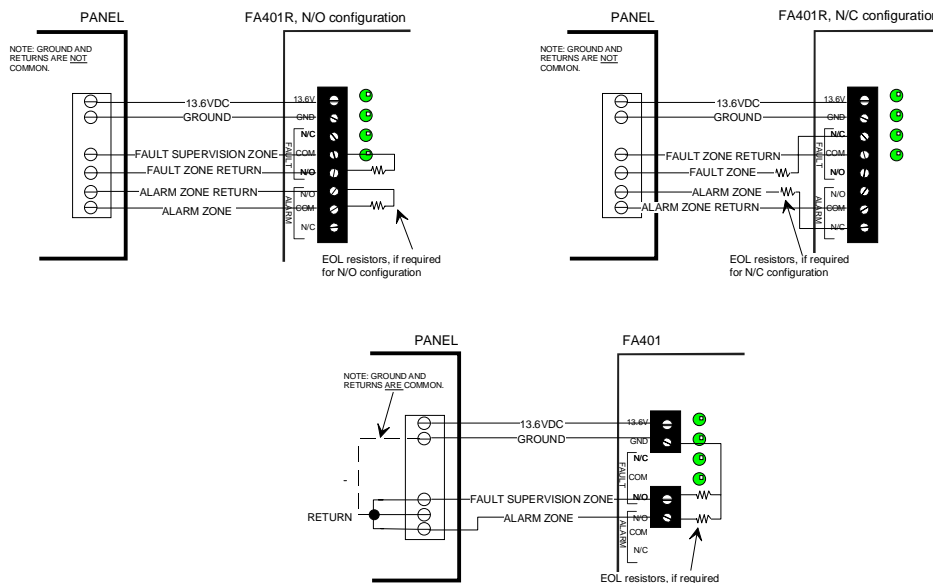 PANEL
FA401R, N/O configuration
NOTE: GROUND AND
RETURNS ARE NOT
COMMON.
13.6VDC
13.6V
GROUND
GND
N/C
FAULT
FAULT SUPERVISION ZONE
COM
FAULT ZONE RETURN
N/O
ALARM ZONE RETURN
N/O
ALARM
ALARM ZONE
COM
N/C
EOL resistors, if required
for N/O configuration
PANEL
FA401R, N/C configuration
NOTE: GROUND AND
RETURNS ARE NOT
COMMON.
13.6VDC
13.6V
GROUND
GND
N/C
FAULT
FAULT ZONE RETURN
COM
FAULT ZONE
N/O
ALARM ZONE
N/O
ALARM
ALARM ZONE RETURN
COM
N/C
EOL resistors, if required
for N/C configuration
PANEL
FA401
NOTE: GROUND AND
RETURNS ARE COMMON.
13.6VDC
13.6V
GROUND
GND
N/C
FAULT
COM
FAULT SUPERVISION ZONE
N/O
RETURN
ALARM ZONE
N/O
ALARM
COM
N/C
EOL resistors, if required